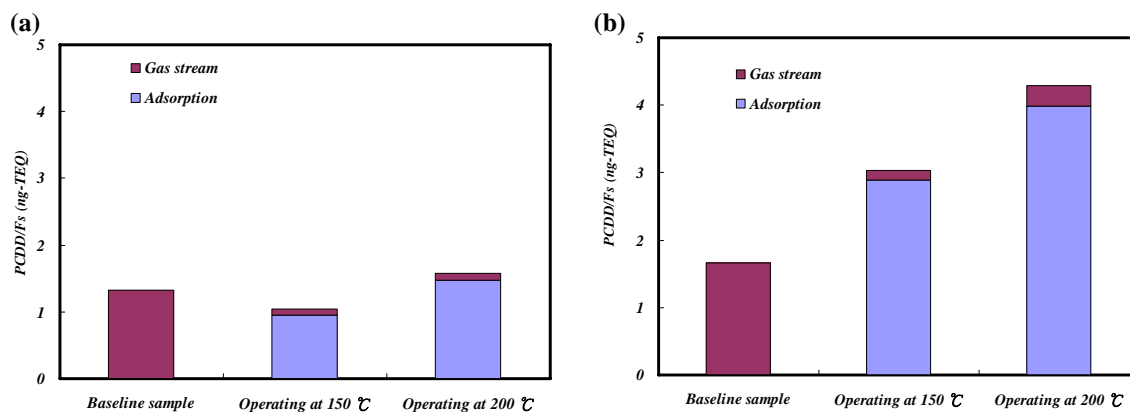 (a)
5
4
3
2
1
0
PCDD/Fs (ng-TEQ)
Gas stream
Adsorption
Baseline sample
Operating at 150 ℃
Operating at 200 ℃
(b)
5
4
3
2
1
0
PCDD/Fs (ng-TEQ)
Gas stream
Adsorption
Baseline sample
Operating at 150 ℃
Operating at 200 ℃